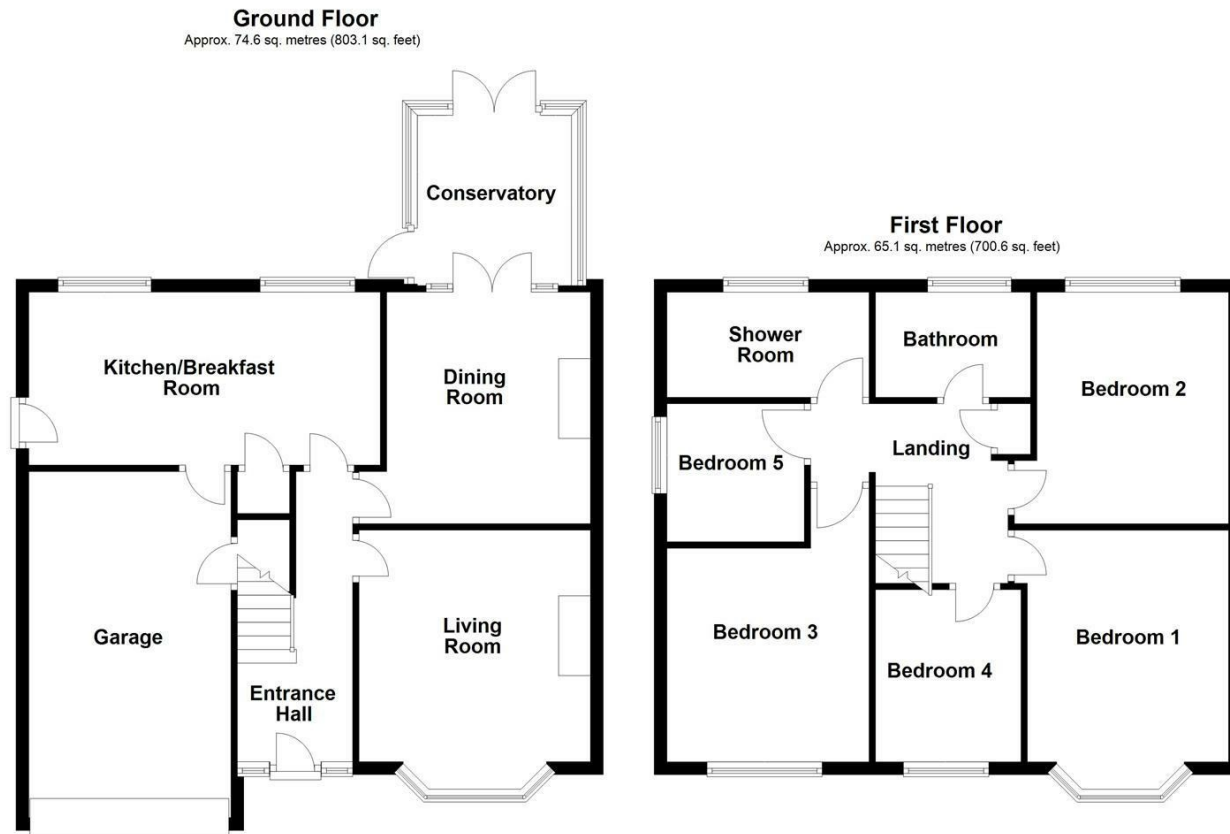 Ground Floor
Approx. 74.6 sq. metres (803.1 sq. feet)
Conservatory
Kitchen/Breakfast
Room
Dining
Room
Garage
Living
Room
Entrance
Hall
First Floor
Approx. 65.1 sq. metres (700.6 sq. feet)
Shower
Room
Bathroom
Bedroom 2
Bedroom 5
Landing
Bedroom 3
Bedroom 4
Bedroom 1